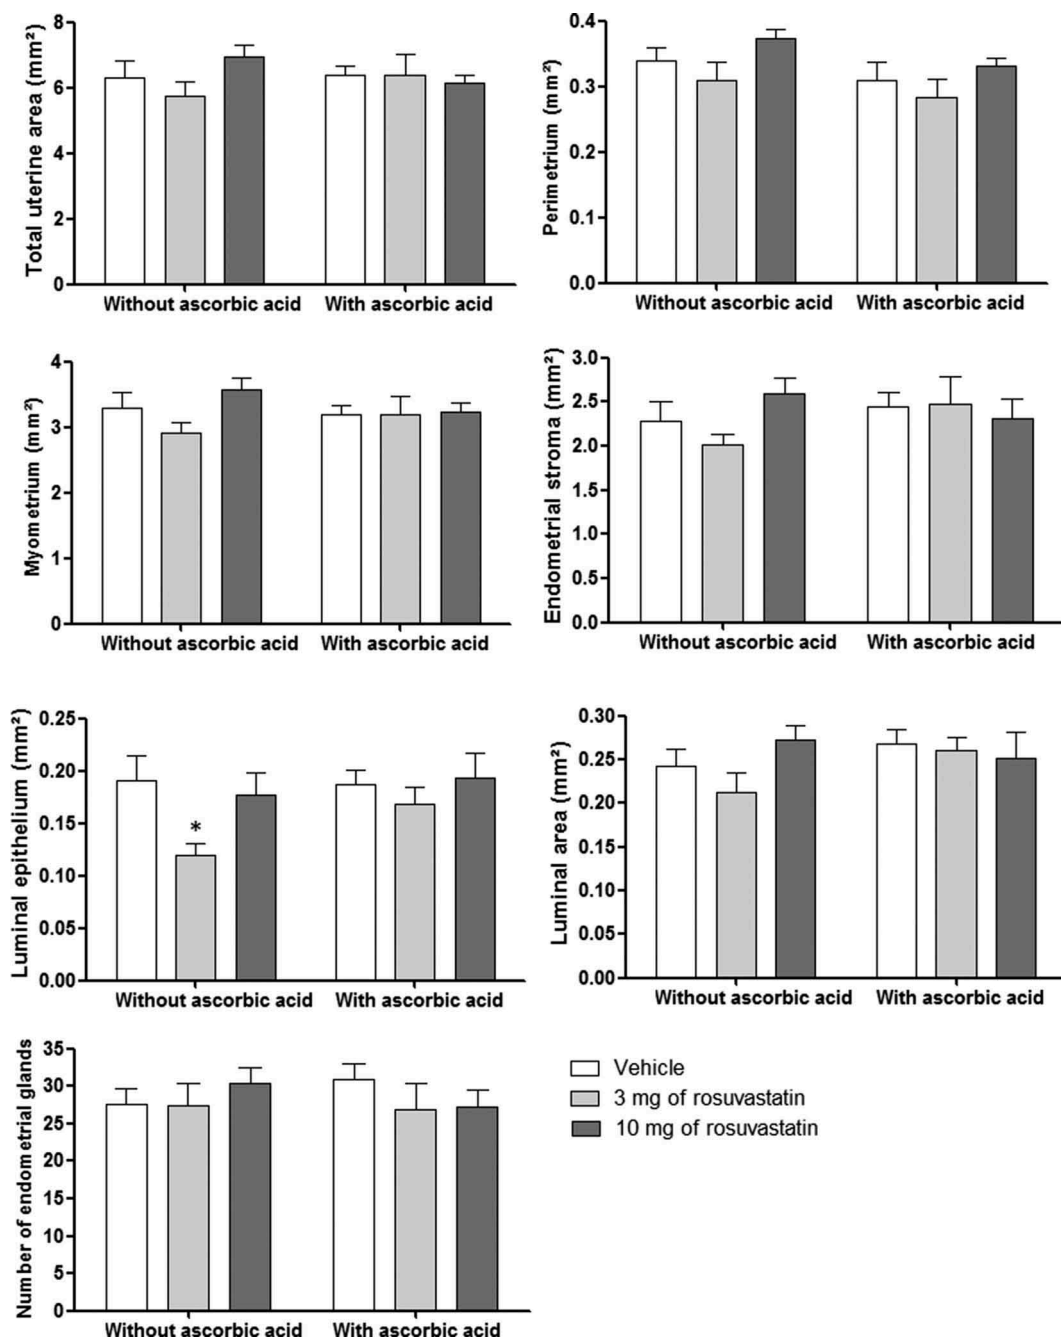 Total uterine area (mm²)
8
6
4
2
0
Without ascorbic acid With ascorbic acid
Perimetrium (mm²)
0.4
0.3
0.2
0.1
0.0
Without ascorbic acid With ascorbic acid
Myometrium (mm²)
4
3
2
1
0
Without ascorbic acid With ascorbic acid
Endometrial stroma (mm²)
3.0
2.5
2.0
1.5
1.0
0.5
0.0
Without ascorbic acid With ascorbic acid
Luminal epithelium (mm²)
0.25
0.20
0.15
0.10
0.05
0.00
*
Without ascorbic acid With ascorbic acid
Luminal area (mm²)
0.30
0.25
0.20
0.15
0.10
0.05
0.00
Without ascorbic acid With ascorbic acid
Number of endometrial glands
35
30
25
20
15
10
5
0
Without ascorbic acid With ascorbic acid
Vehicle
3 mg of rosuvastatin
10 mg of rosuvastatin